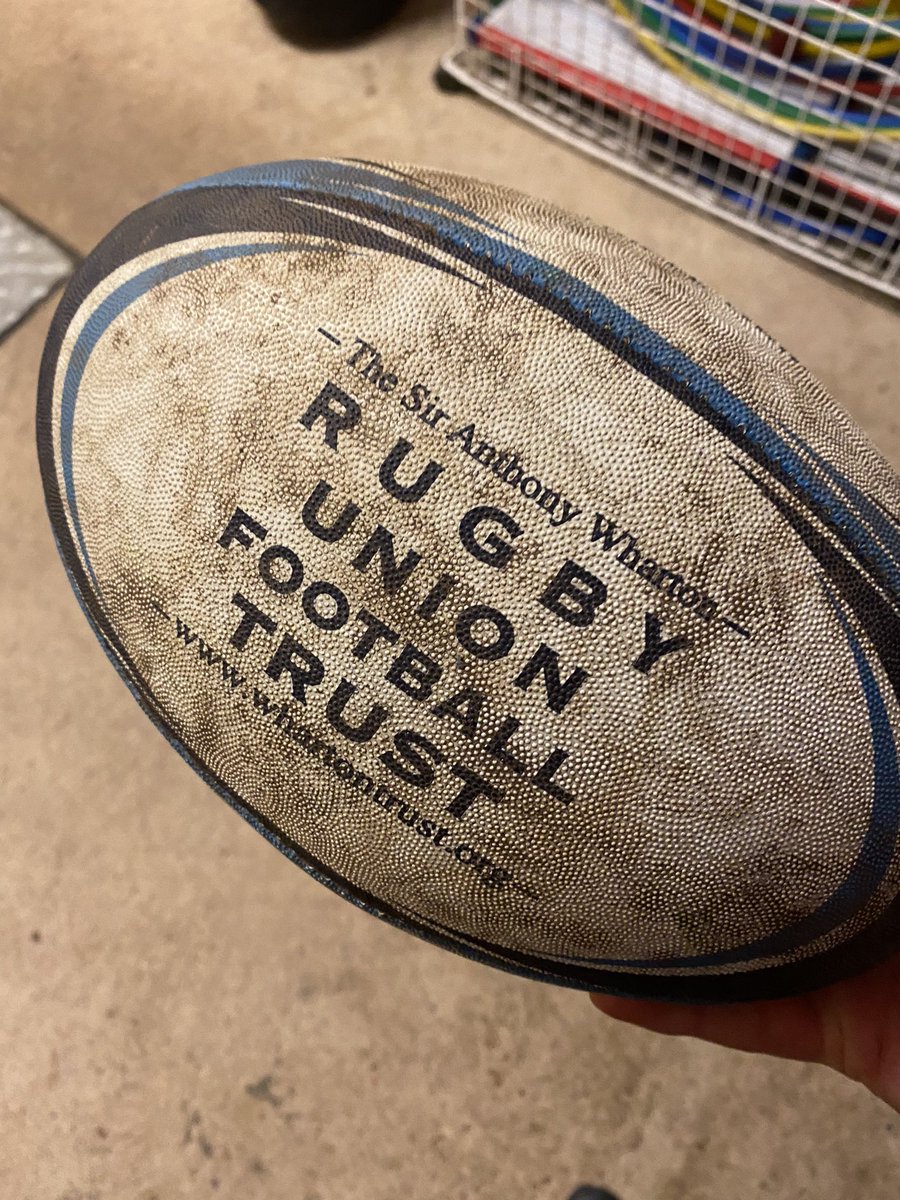 – The Sir Anthony Wharton –
RUGBY
UNION
FOOTBALL
TRUST
– www.whartontrust.org –